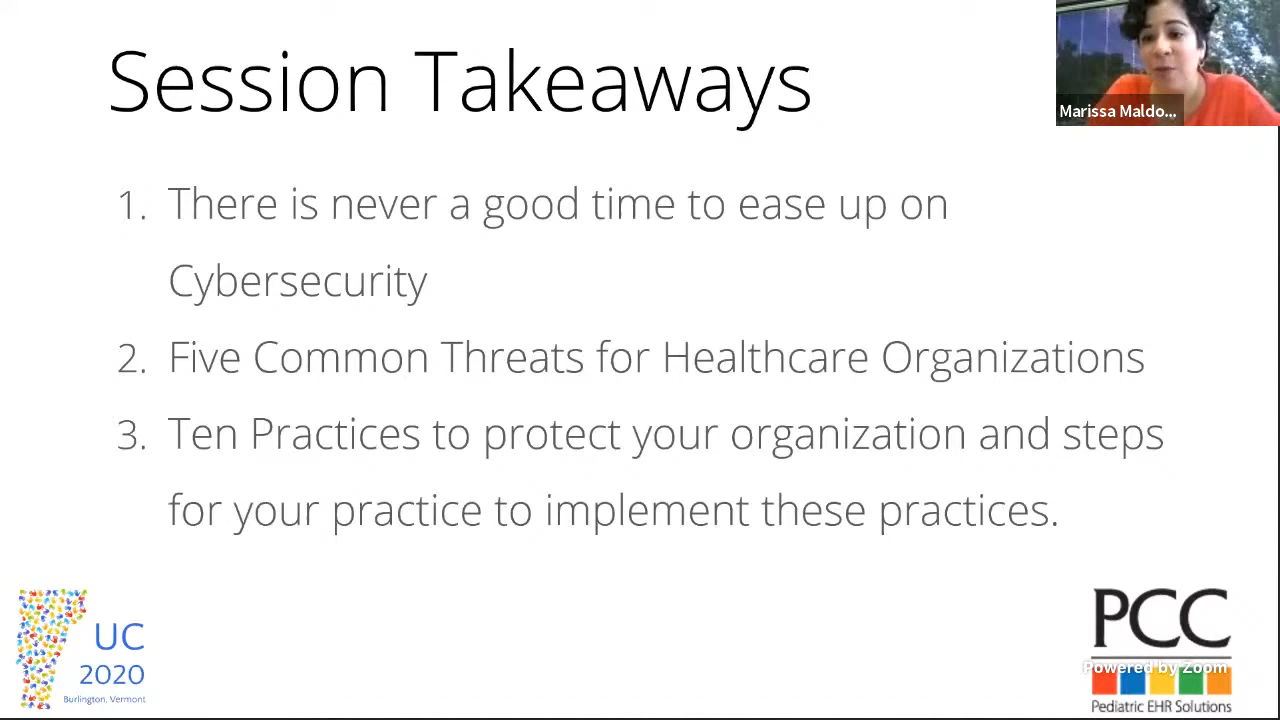 Session Takeaways
Marissa Maldo...
1. There is never a good time to ease up on
Cybersecurity
2. Five Common Threats for Healthcare Organizations
3. Ten Practices to protect your organization and steps
for your practice to implement these practices.
UC
2020
Burlington, Vermont
PCC
Powered by Zoom
Pediatric EHR Solutions